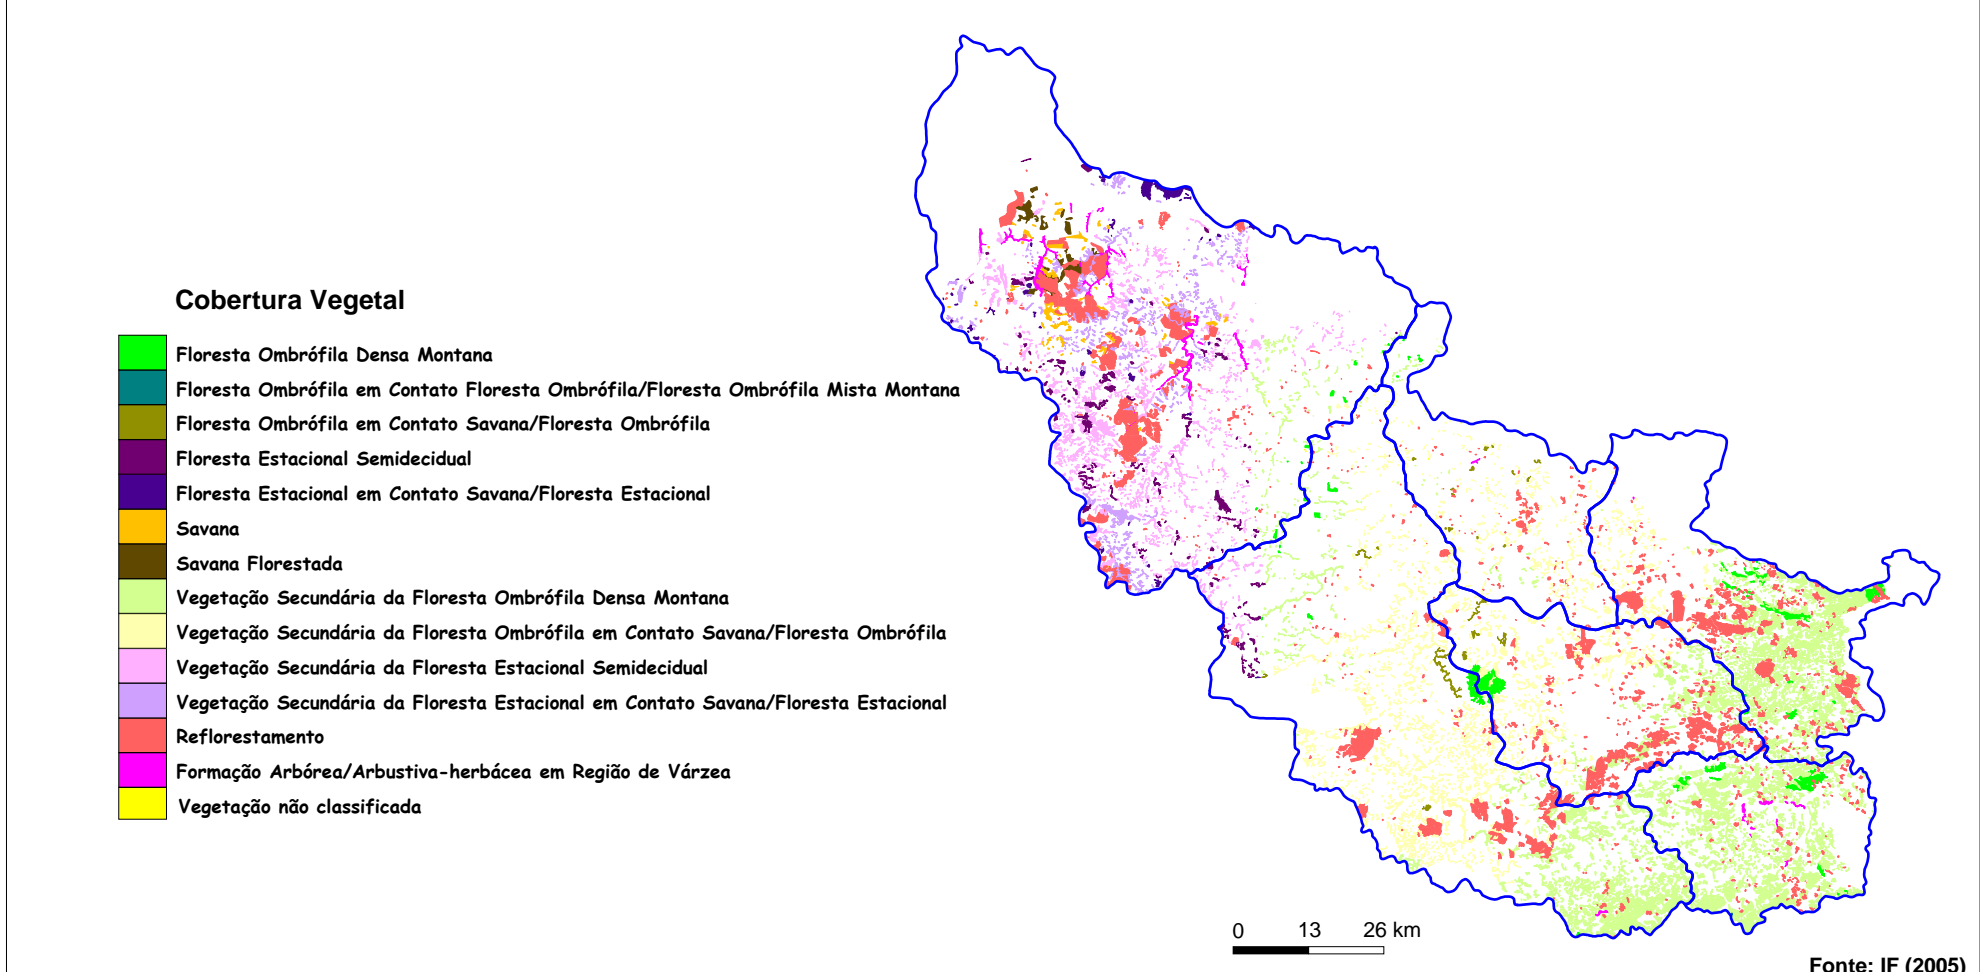 Cobertura Vegetal
Floresta Ombrófila Densa Montana
Floresta Ombrófila em Contato Floresta Ombrófila/Floresta Ombrófila Mista Montana
Floresta Ombrófila em Contato Savana/Floresta Ombrófila
Floresta Estacional Semidecidual
Floresta Estacional em Contato Savana/Floresta Estacional
Savana
Savana Florestada
Vegetação Secundária da Floresta Ombrófila Densa Montana
Vegetação Secundária da Floresta Ombrófila em Contato Savana/Floresta Ombrófila
Vegetação Secundária da Floresta Estacional Semidecidual
Vegetação Secundária da Floresta Estacional em Contato Savana/Floresta Estacional
Reflorestamento
Formação Arbórea/Arbustiva-herbácea em Região de Várzea
Vegetação não classificada
0 13 26 km
Fonte: IF (2005)